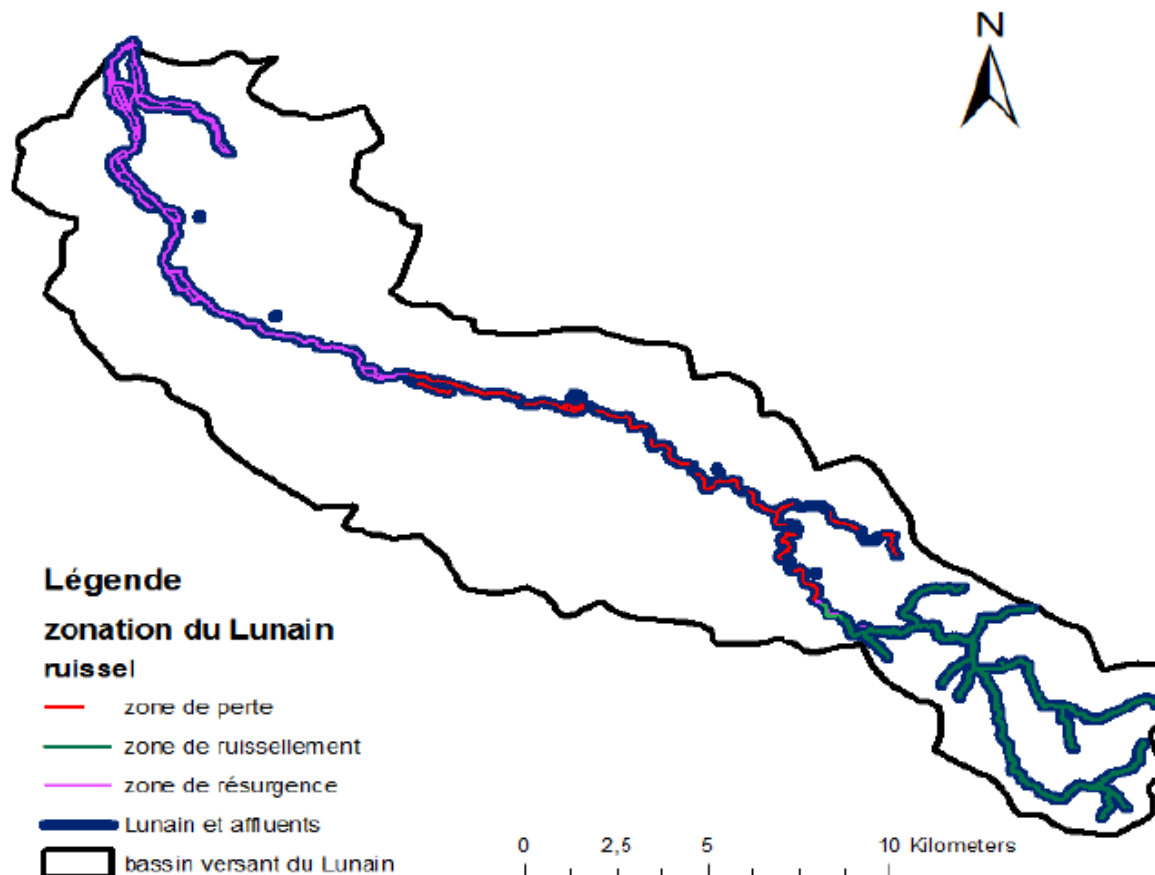 N
Légende
zonation du Lunain
ruissel
zone de perte
zone de ruissellement
zone de résurgence
Lunain et affluents
bassin versant du Lunain
0 2,5 5 10 Kilometers